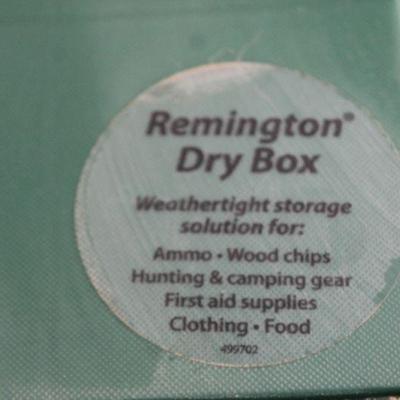 Remington®
Dry Box
Weathertight storage
solution for:
Ammo • Wood chips
Hunting & camping gear
First aid supplies
Clothing • Food
499702